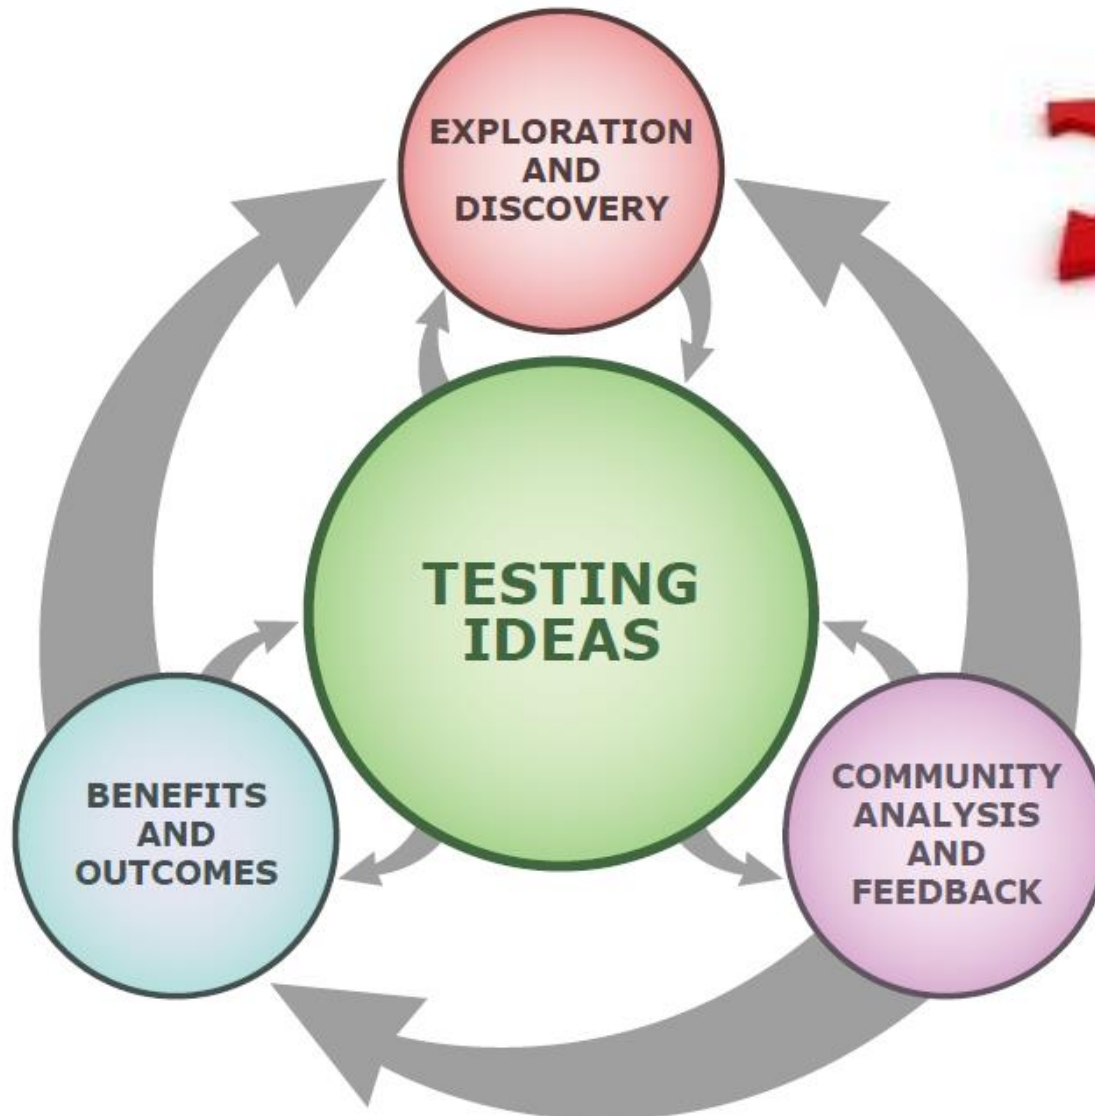 EXPLORATION
AND
DISCOVERY
TESTING
IDEAS
BENEFITS
AND
OUTCOMES
COMMUNITY
ANALYSIS
AND
FEEDBACK